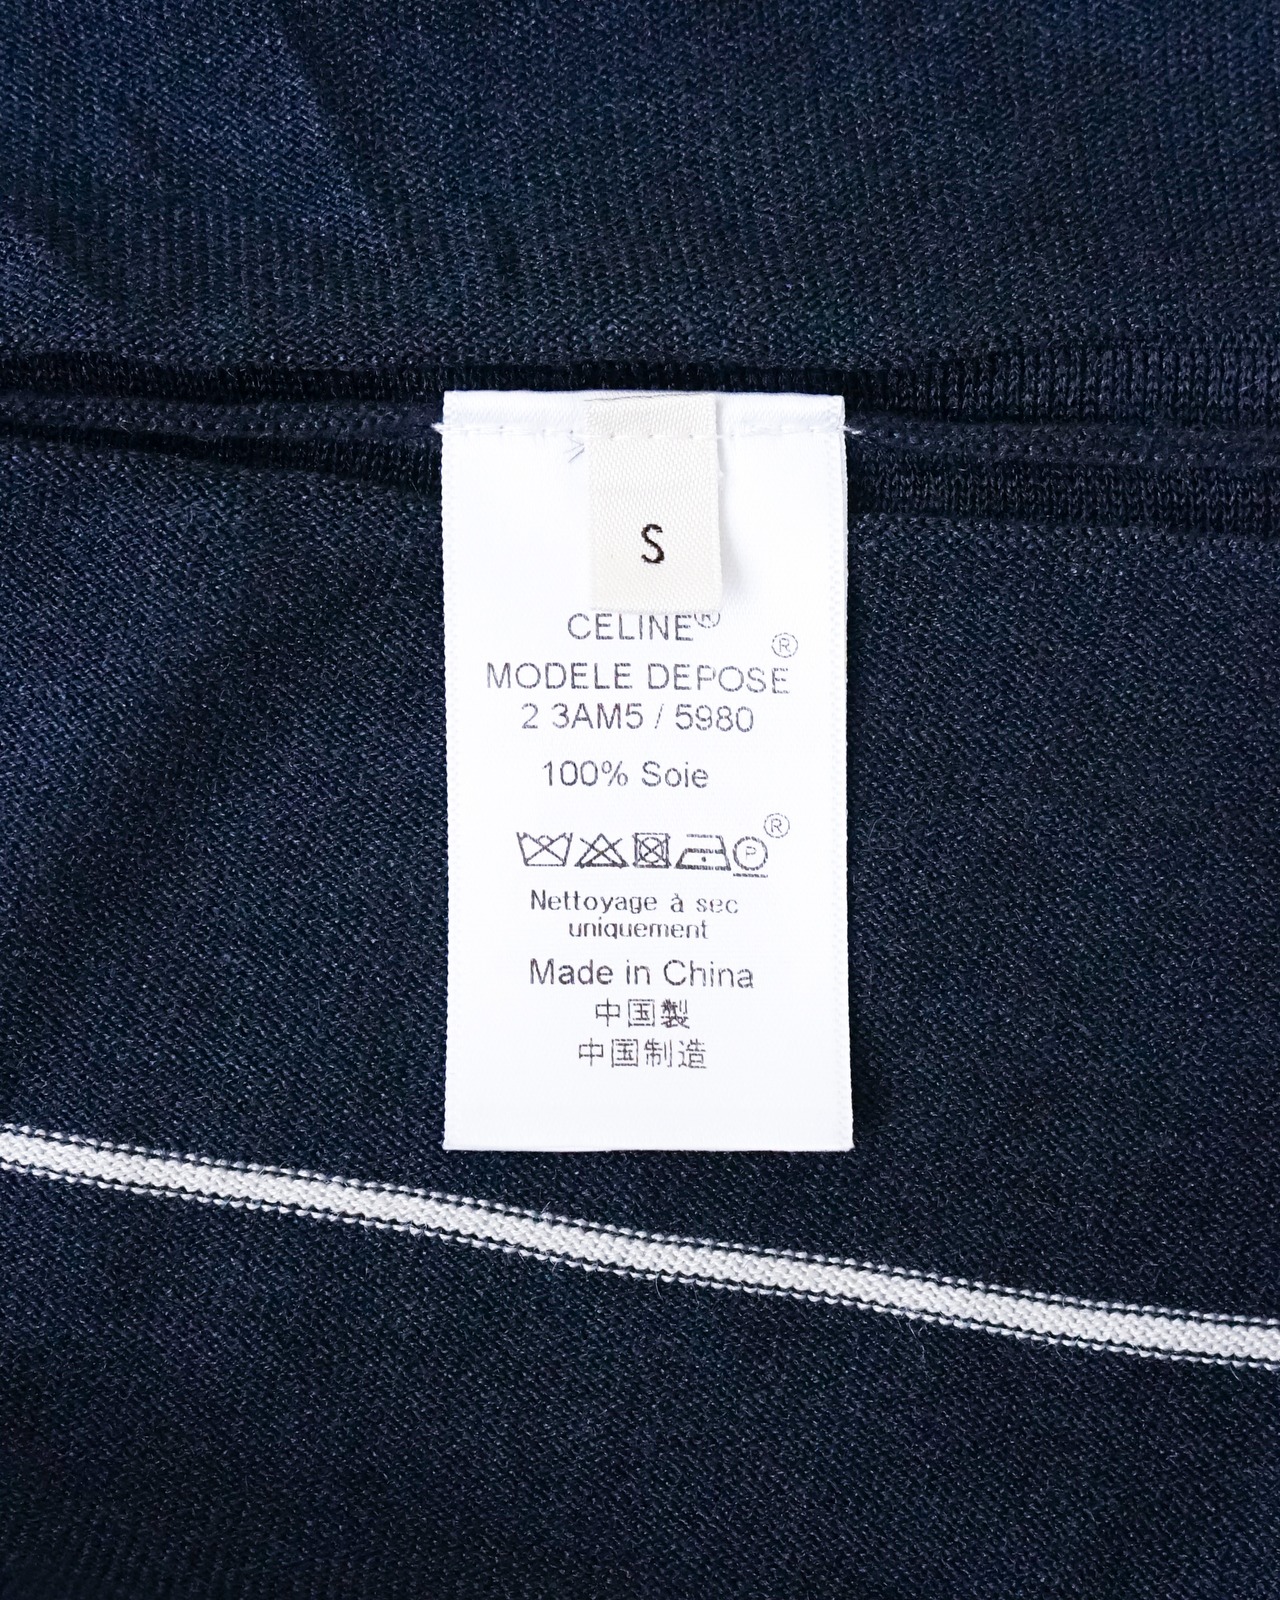 S
CELINE®
MODELE DEPOSE®
2 3AM5 / 5980
100% Soie
P ®
Nettoyage à sec
uniquement
Made in China
中国製
中国制造